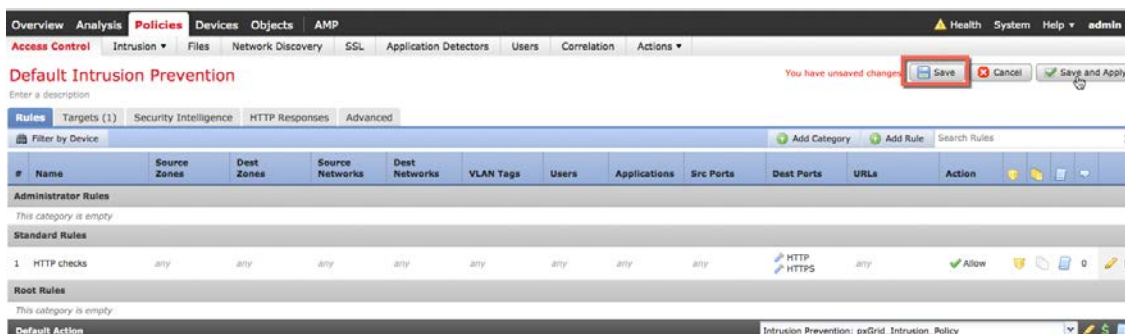 Overview Analysis Policies Devices Objects AMP Health System Help admin
Access Control Intrusion Files Network Discovery SSL Application Detectors Users Correlation Actions
Default Intrusion Prevention You have unsaved changes Save Cancel Save and Apply
Enter a description
Rules Targets (1) Security Intelligence HTTP Responses Advanced
Filter by Device Add Category Add Rule Search Rules
# Name Source Zones Dest Zones Source Networks Dest Networks VLAN Tags Users Applications Src Ports Dest Ports URLs Action
Administrator Rules
This category is empty
Standard Rules
1 HTTP checks any any any any any any any any HTTP HTTPS any Allow 0
Root Rules
This category is empty
Default Action Intrusion Prevention: pxGrid_Intrusion_Policy